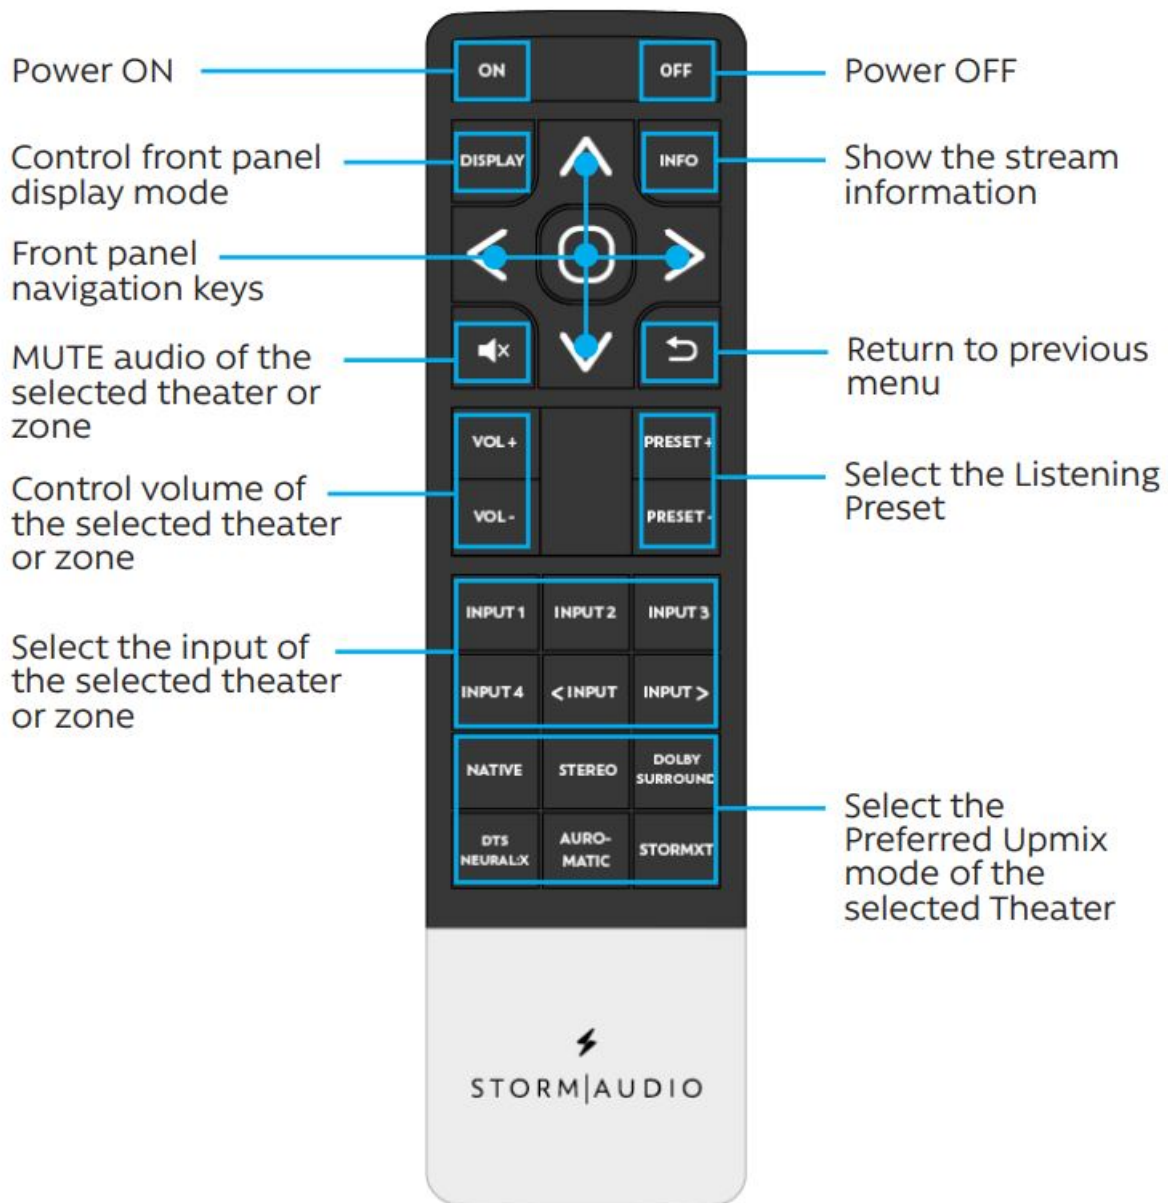 Power ON
ON
OFF
Power OFF
Control front panel
display mode
DISPLAY
INFO
Show the stream
information
Front panel
navigation keys
MUTE audio of the
selected theater or
zone
Return to previous
menu
VOL +
PRESET +
Control volume of
the selected theater
or zone
VOL -
PRESET -
Select the Listening
Preset
INPUT 1 INPUT 2 INPUT 3
Select the input of
the selected theater
or zone
INPUT 4 < INPUT INPUT >
NATIVE STEREO DOLBY
SURROUND
DTS
NEURAL:X
AURO-
MATIC
STORMXT
Select the
Preferred Upmix
mode of the
selected Theater
STORM|AUDIO